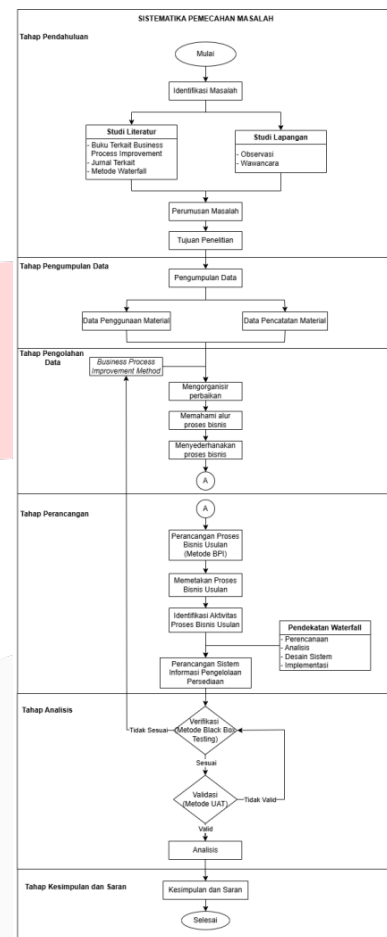 SISTEMATIKA PEMECAHAN MASALAH
Tahap Pendahuluan
Mulai
Identifikasi Masalah
Studi Literatur
- Buku Terkait Business
Process Improvement
- Jurnal Terkait
- Metode Waterfall
Studi Lapangan
- Observasi
- Wawancara
Perumusan Masalah
Tujuan Penelitian
Tahap Pengumpulan Data
Pengumpulan Data
Data Penggunaan Material
Data Pencatatan Material
Tahap Pengolahan
Data
Business Process
Improvement Method
Mengorganisir
perbaikan
Memahami alur
proses bisnis
Menyederhanakan
proses bisnis
A
A
Tahap Perancangan
Perancangan Proses
Bisnis Usulan
(Metode BPI)
Memetakan Proses
Bisnis Usulan
Identifikasi Aktivitas
Proses Bisnis Usulan
Pendekatan Waterfall
- Perencanaan
- Analisis
- Desain Sistem
- Implementasi
Perancangan Sistem
Informasi Pengelolaan
Persediaan
Tahap Analisis
Verifikasi
(Metode Black Box
Testing)
Tidak Sesuai
Sesuai
Validasi
(Metode UAT)
Tidak Valid
Valid
Analisis
Tahap Kesimpulan dan Saran
Kesimpulan dan Saran
Selesai